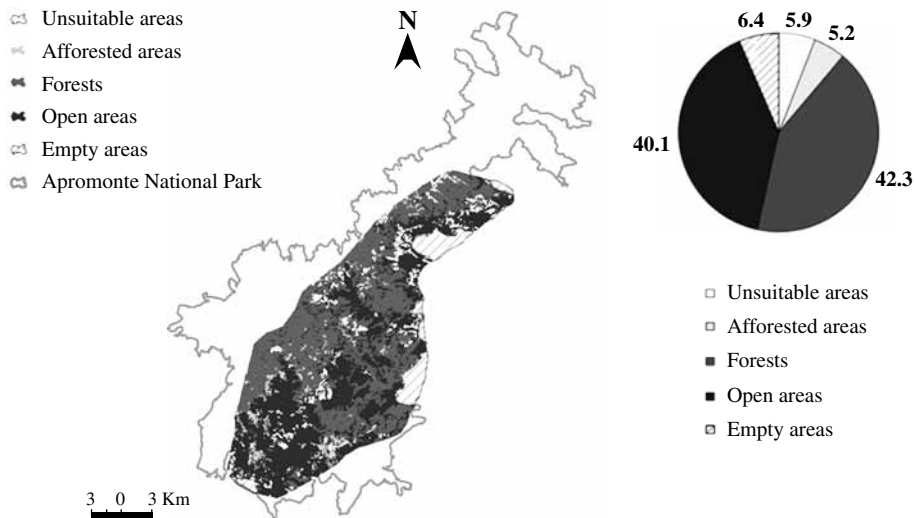 Unsuitable areas
Afforested areas
Forests
Open areas
Empty areas
Apromonte National Park
N
3 0 3 Km
6.4 5.9
5.2
40.1
42.3
Unsuitable areas
Afforested areas
Forests
Open areas
Empty areas